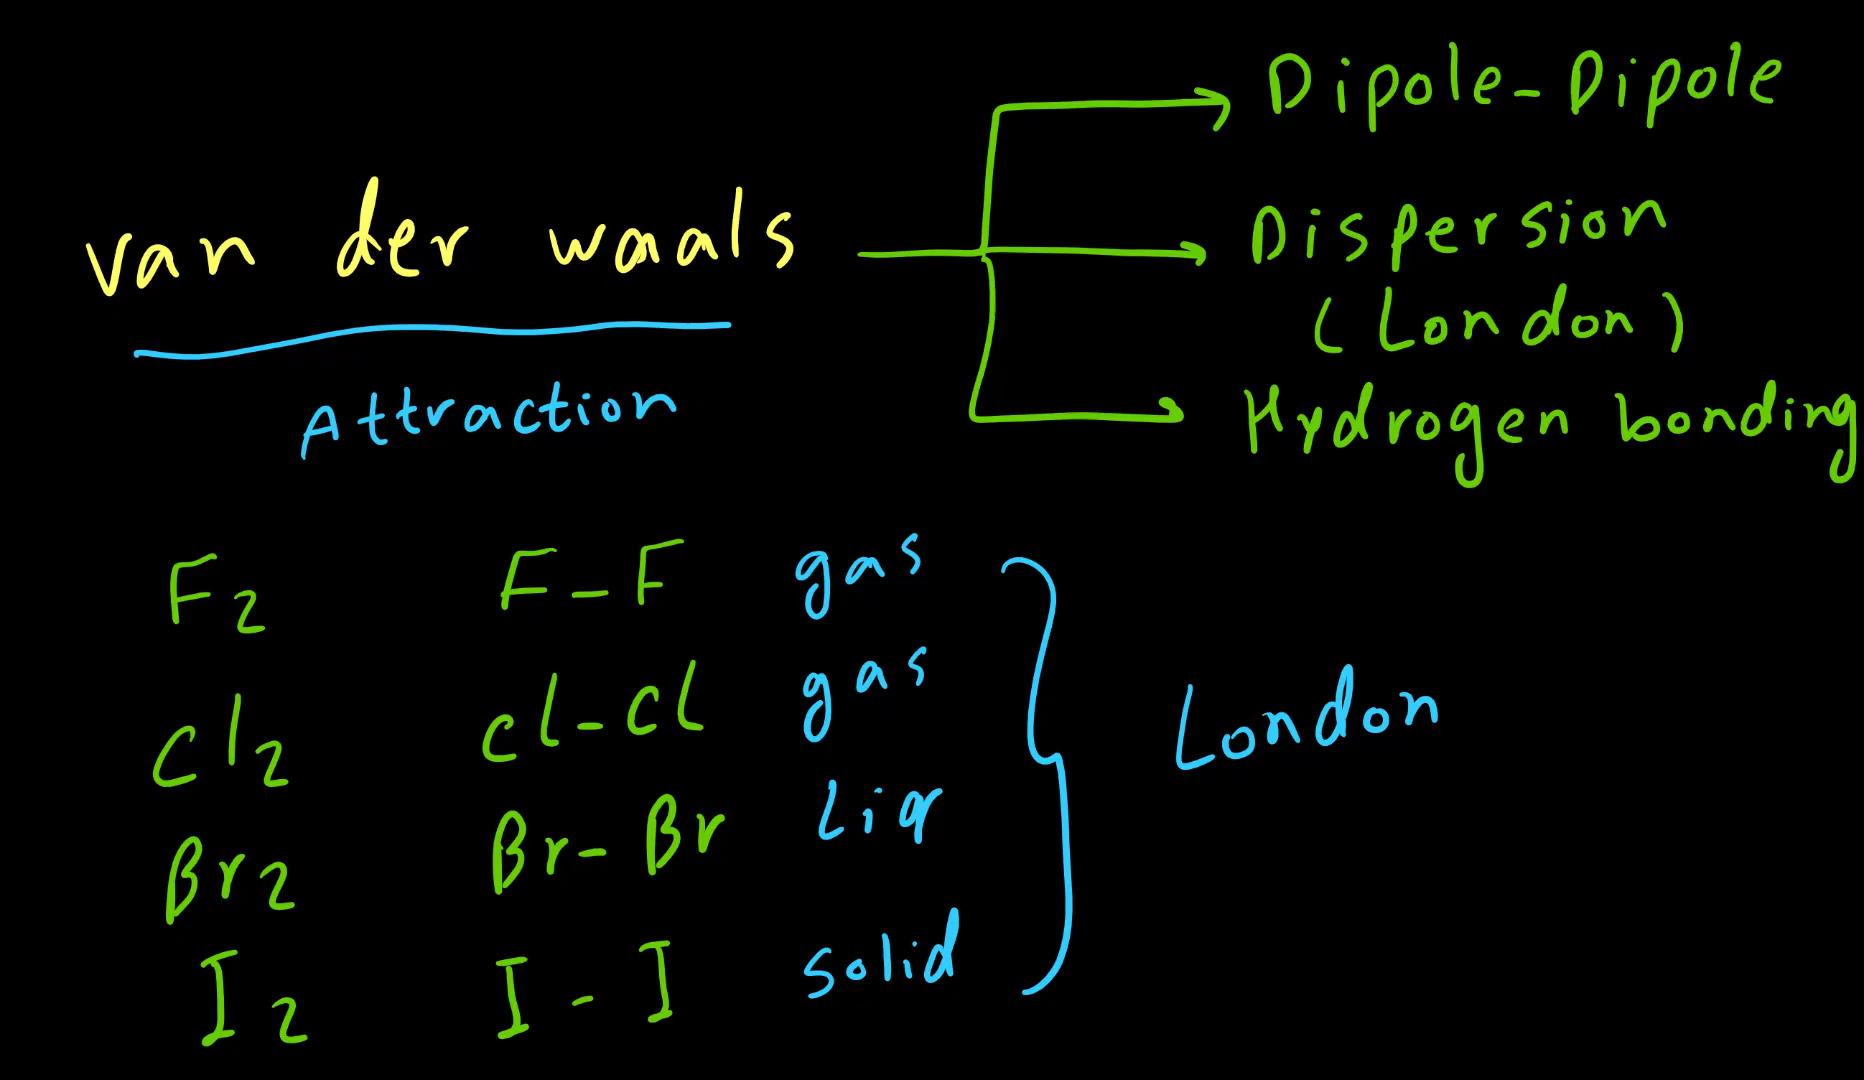 Dipole-Dipole
van der waals
Dispersion
(London)
Attraction
Hydrogen bonding
F2 F-F gas
Cl2 Cl-Cl gas
London
Br2 Br-Br Liq
I2 I-I solid